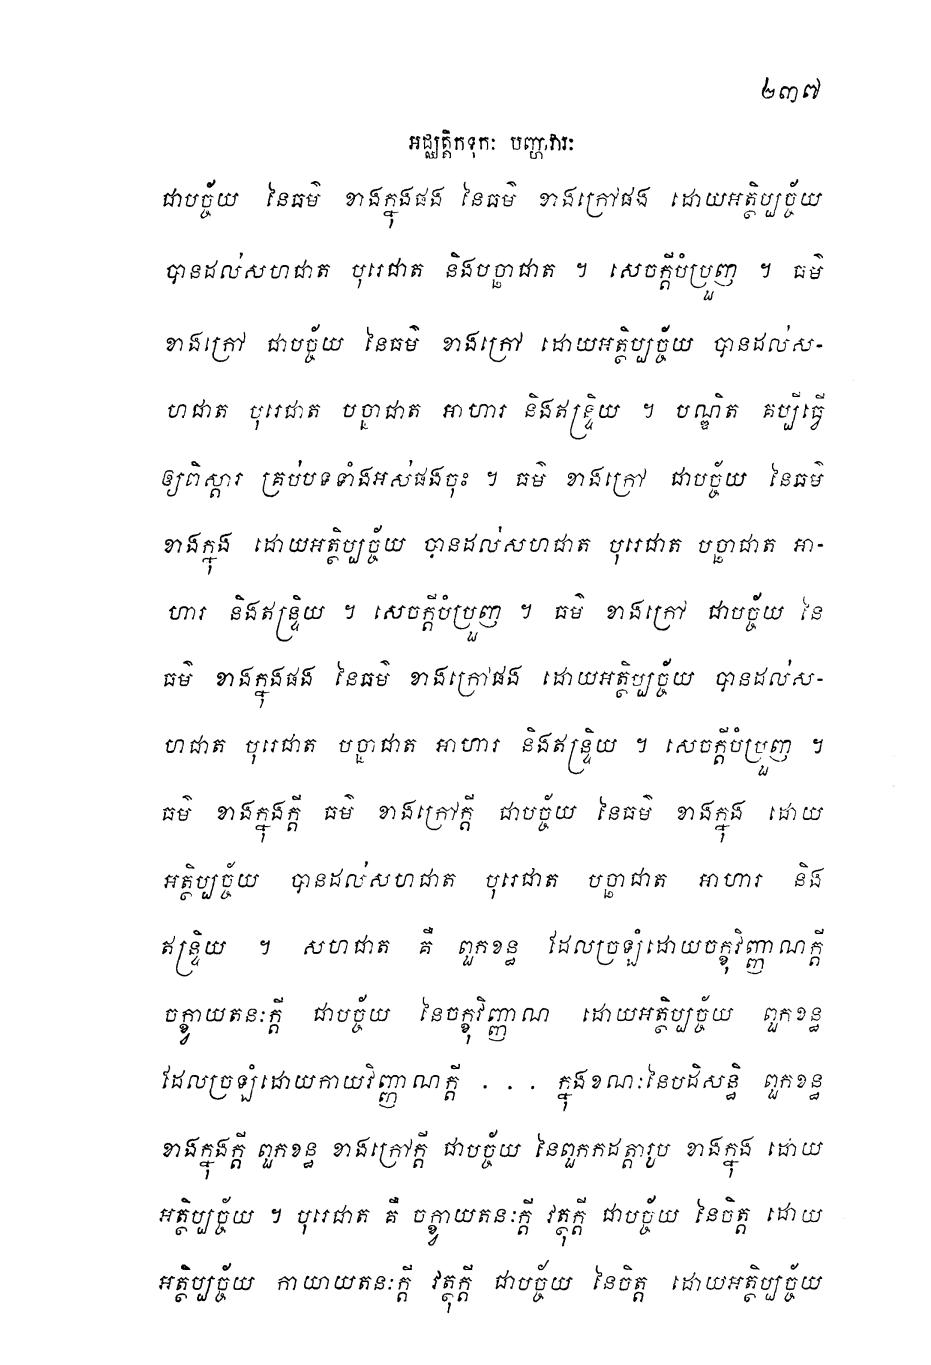 ២៣៧
អជ្ឈត្តិកទុកៈ បញ្ហាវារៈ
ជាបច្ច័យ នៃធម៌ ខាងក្នុងផង នៃធម៌ ខាងក្រៅផង ដោយអត្ថិប្បច្ច័យ
បានដល់សហជាត បុរេជាត និងបច្ឆាជាត ។ សេចក្តីបំប្រួញ ។ ធម៌
ខាងក្រៅ ជាបច្ច័យ នៃធម៌ ខាងក្រៅ ដោយអត្ថិប្បច្ច័យ បានដល់ស-
ហជាត បុរេជាត បច្ឆាជាត អាហារ និងឥន្ទ្រិយ ។ បណ្ឌិត គប្បីធ្វើ
ឲ្យពិស្តារ គ្រប់បទទាំងអស់ផងចុះ ។ ធម៌ ខាងក្រៅ ជាបច្ច័យ នៃធម៌
ខាងក្នុង ដោយអត្ថិប្បច្ច័យ បានដល់សហជាត បុរេជាត បច្ឆាជាត អា-
ហារ និងឥន្ទ្រិយ ។ សេចក្តីបំប្រួញ ។ ធម៌ ខាងក្រៅ ជាបច្ច័យ នៃ
ធម៌ ខាងក្នុងផង នៃធម៌ ខាងក្រៅផង ដោយអត្ថិប្បច្ច័យ បានដល់ស-
ហជាត បុរេជាត បច្ឆាជាត អាហារ និងឥន្ទ្រិយ ។ សេចក្តីបំប្រួញ ។
ធម៌ ខាងក្នុងក្តី ធម៌ ខាងក្រៅក្តី ជាបច្ច័យ នៃធម៌ ខាងក្នុង ដោយ
អត្ថិប្បច្ច័យ បានដល់សហជាត បុរេជាត បច្ឆាជាត អាហារ និង
ឥន្ទ្រិយ ។ សហជាត គឺ ពួកខន្ធ ដែលច្រឡំដោយចក្ខុវិញ្ញាណក្តី
ចក្ខ្វាយតនៈក្តី ជាបច្ច័យ នៃចក្ខុវិញ្ញាណ ដោយអត្ថិប្បច្ច័យ ពួកខន្ធ
ដែលច្រឡំដោយកាយវិញ្ញាណក្តី . . . ក្នុងខណៈនៃបដិសន្ធិ ពួកខន្ធ
ខាងក្នុងក្តី ពួកខន្ធ ខាងក្រៅក្តី ជាបច្ច័យ នៃពួកកដត្តារូប ខាងក្នុង ដោយ
អត្ថិប្បច្ច័យ ។ បុរេជាត គឺ ចក្ខ្វាយតនៈក្តី វត្ថុក្តី ជាបច្ច័យ នៃចិត្ត ដោយ
អត្ថិប្បច្ច័យ កាយាយតនៈក្តី វត្ថុក្តី ជាបច្ច័យ នៃចិត្ត ដោយអត្ថិប្បច្ច័យ